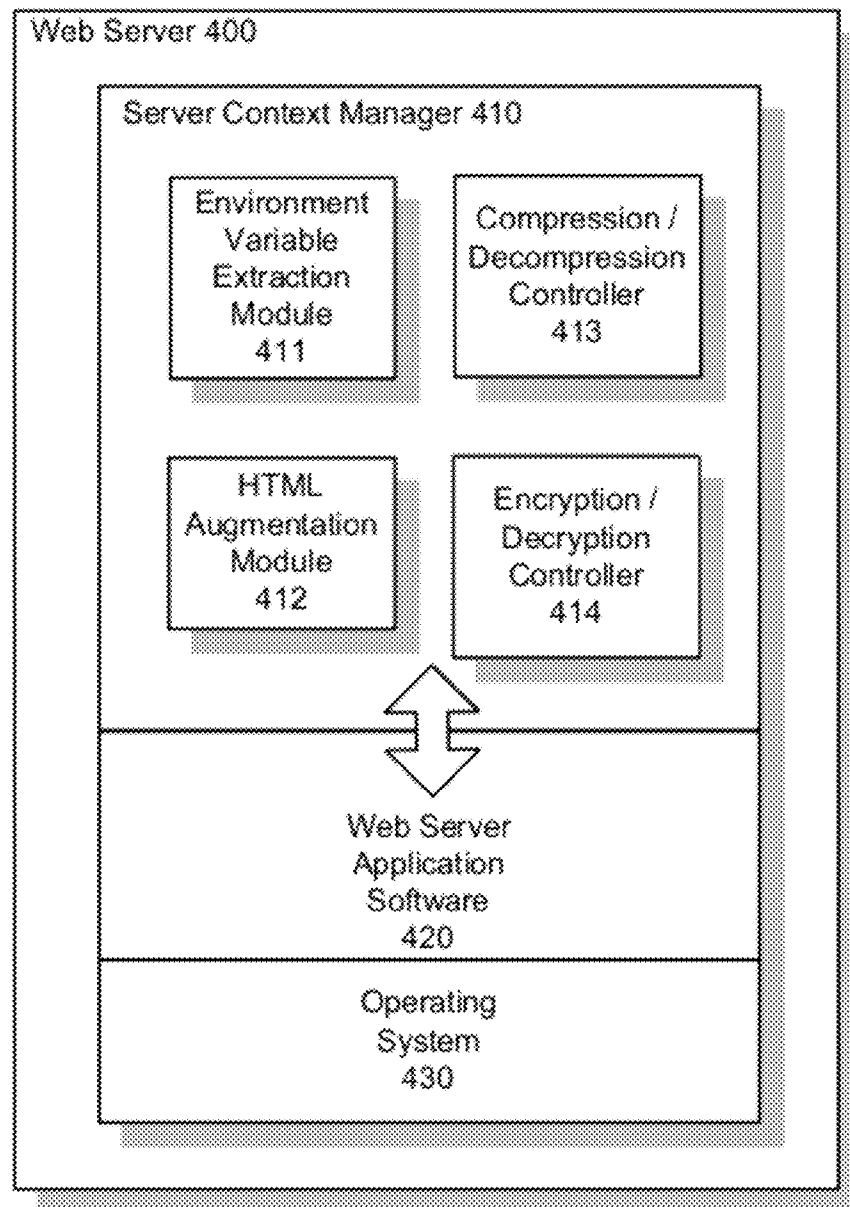 Web Server 400
Server Context Manager 410
Environment
Variable
Extraction
Module
411
Compression /
Decompression
Controller
413
HTML
Augmentation
Module
412
Encryption /
Decryption
Controller
414
Web Server
Application
Software
420
Operating
System
430